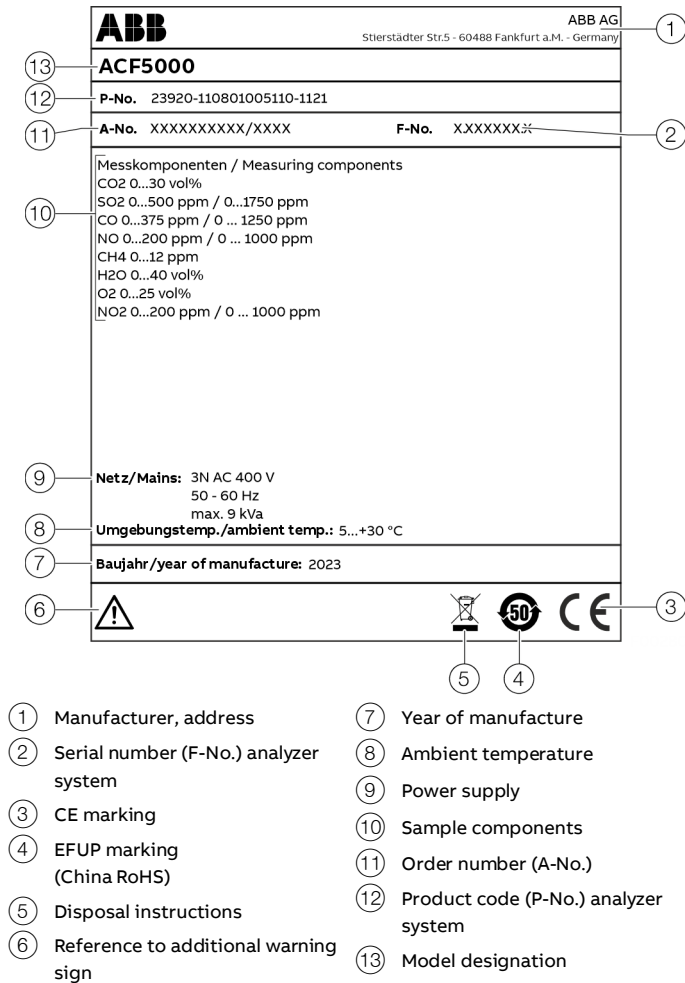 ABB
ABB AG
Stierstädter Str.5 - 60488 Fankfurt a.M. - Germany
1
13
ACF5000
12
P-No. 23920-110801005110-1121
11
A-No. XXXXXXXXXX/XXXX F-No. X.XXXXXX.X
2
Messkomponenten / Measuring components
CO2 0...30 vol%
SO2 0...500 ppm / 0...1750 ppm
10
CO 0...375 ppm / 0 ... 1250 ppm
NO 0...200 ppm / 0 ... 1000 ppm
CH4 0...12 ppm
H2O 0...40 vol%
O2 0...25 vol%
NO2 0...200 ppm / 0 ... 1000 ppm
9
Netz/Mains: 3N AC 400 V
50 - 60 Hz
max. 9 kVa
8
Umgebungstemp./ambient temp.: 5...+30 °C
7
Baujahr/year of manufacture: 2023
6
50
CE
3
5
4
1 Manufacturer, address
2 Serial number (F-No.) analyzer
system
3 CE marking
4 EFUP marking
(China RoHS)
5 Disposal instructions
6 Reference to additional warning
sign
7 Year of manufacture
8 Ambient temperature
9 Power supply
10 Sample components
11 Order number (A-No.)
12 Product code (P-No.) analyzer
system
13 Model designation